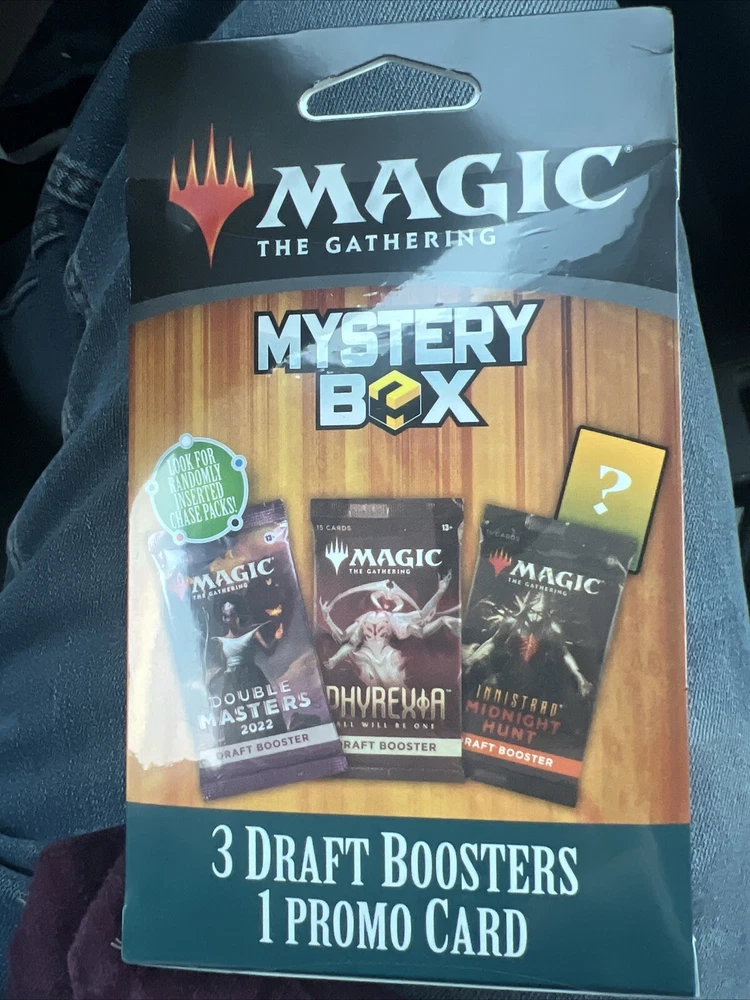 MAGIC
THE GATHERING
MYSTERY
BOX
LOOK FOR
RANDOMLY
INSERTED
CHASE PACKS!
?
13+
MAGIC
THE GATHERING
DOUBLE
MASTERS
2022
DRAFT BOOSTER
15 CARDS 13+
MAGIC
THE GATHERING
PHYREXIA
ALL WILL BE ONE
DRAFT BOOSTER
MAGIC
THE GATHERING
INNISTRAD
MIDNIGHT
HUNT
DRAFT BOOSTER
3 DRAFT BOOSTERS
1 PROMO CARD